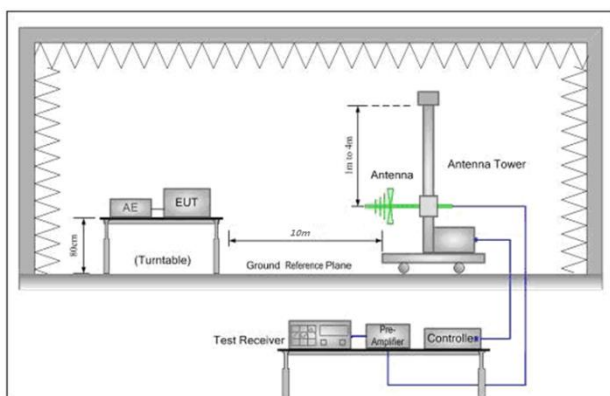 1m to 4m
Antenna
Antenna Tower
AE
EUT
10m
80cm
(Turntable)
Ground Reference Plane
Test Receiver
Pre-
Amplifier
Controller